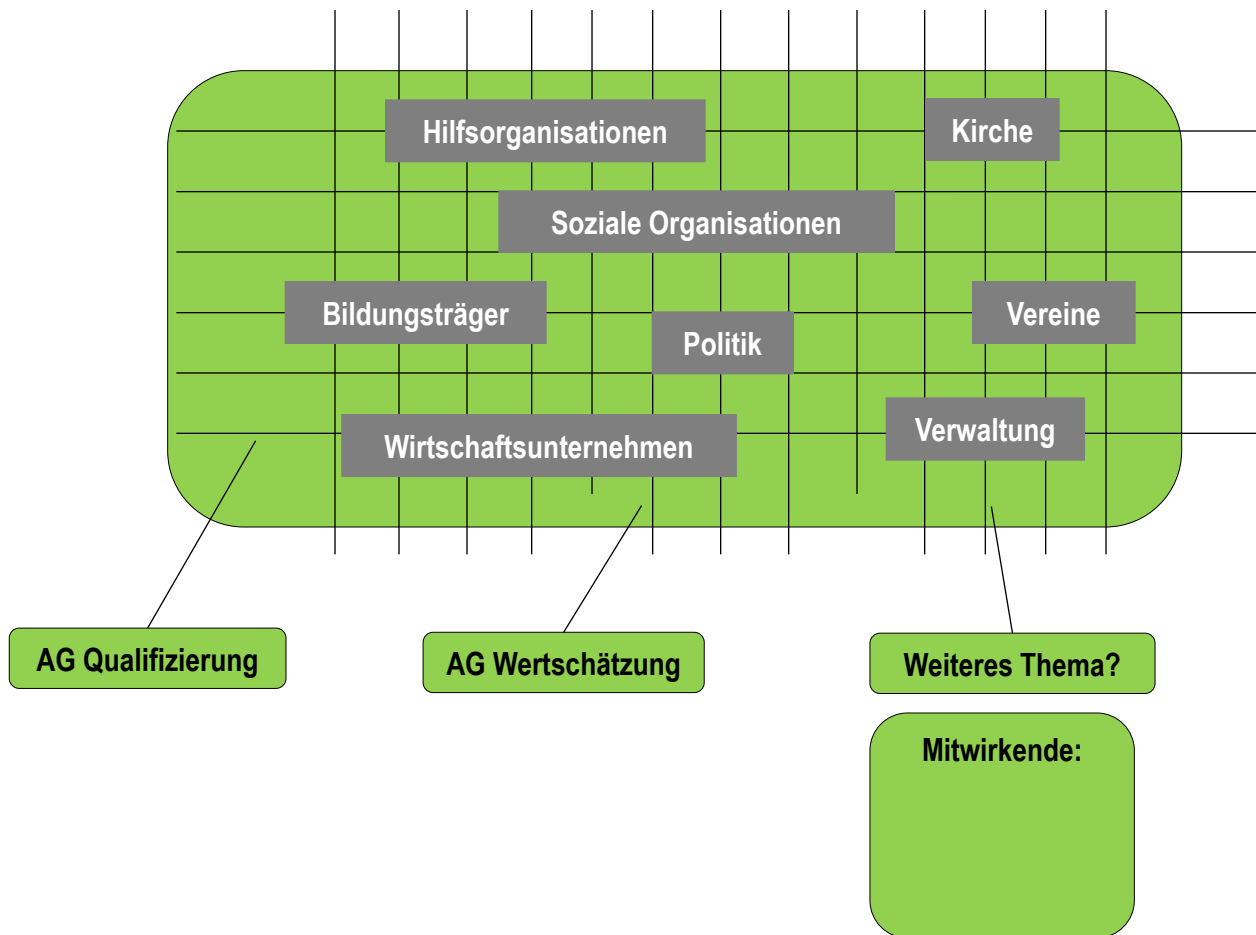 Hilfsorganisationen
Kirche
Soziale Organisationen
Bildungsträger
Vereine
Politik
Wirtschaftsunternehmen
Verwaltung
AG Qualifizierung
AG Wertschätzung
Weiteres Thema?
Mitwirkende: